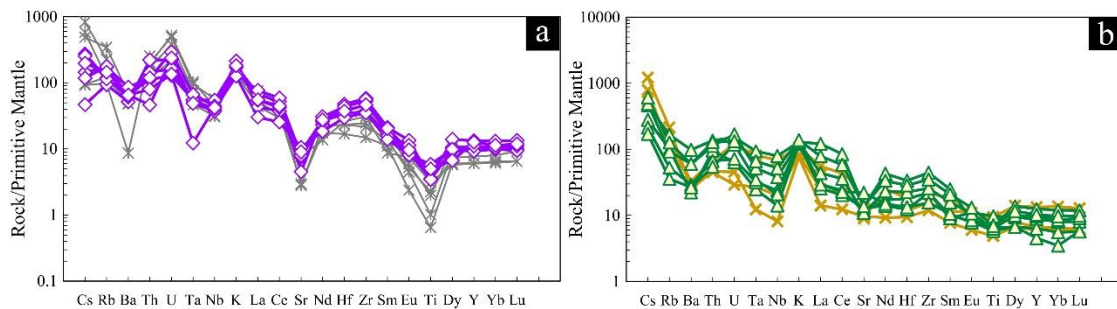 1000
100
10
1
0.1
Rock/Primitive Mantle
a
Cs Rb Ba Th U Ta Nb K La Ce Sr Nd Hf Zr Sm Eu Ti Dy Y Yb Lu
10000
1000
100
10
1
Rock/Primitive Mantle
b
Cs Rb Ba Th U Ta Nb K La Ce Sr Nd Hf Zr Sm Eu Ti Dy Y Yb Lu